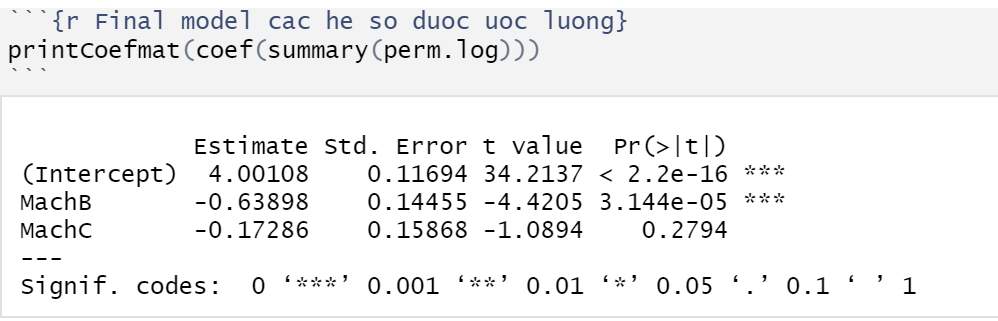 ```{r Final model cac he so duoc uoc luong}
printCoefmat(coef(summary(perm.log)))
```
Estimate Std. Error t value Pr(>|t|)
(Intercept) 4.00108 0.11694 34.2137 < 2.2e-16 ***
MachB -0.63898 0.14455 -4.4205 3.144e-05 ***
MachC -0.17286 0.15868 -1.0894 0.2794
---
Signif. codes: 0 ‘***’ 0.001 ‘**’ 0.01 ‘*’ 0.05 ‘.’ 0.1 ‘ ’ 1